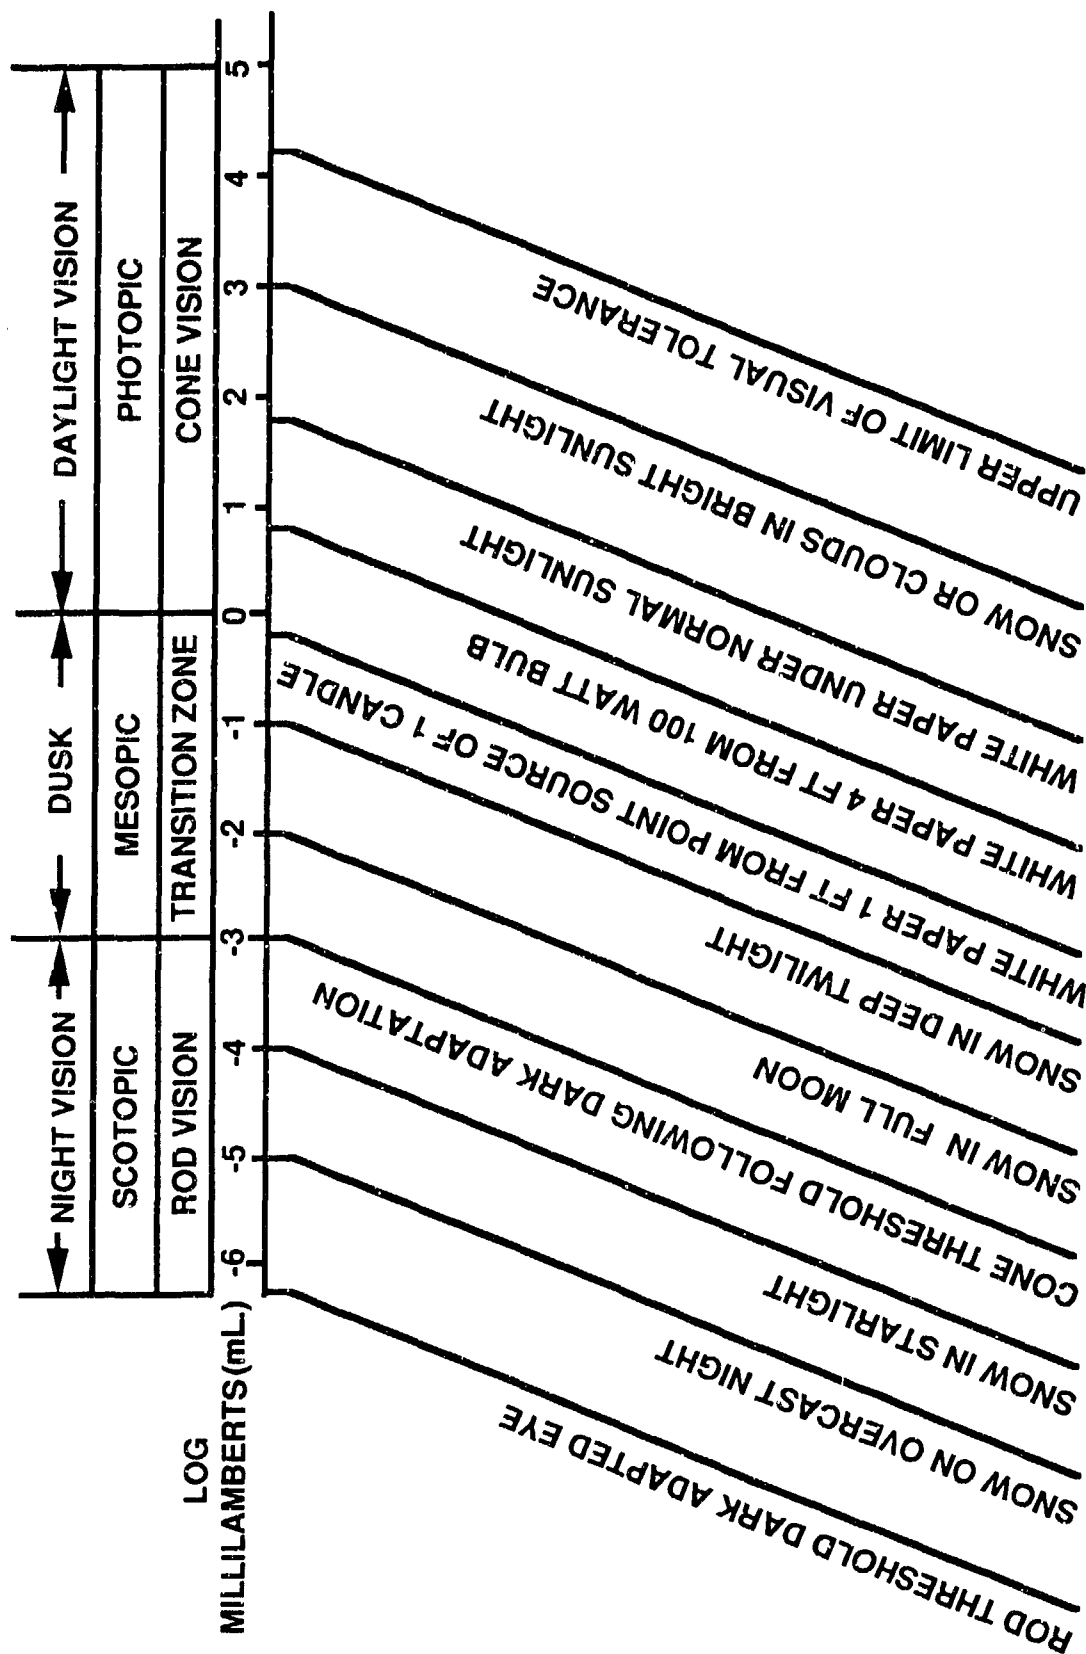 NIGHT VISION
DUSK
DAYLIGHT VISION
SCOTOPIC
MESOPIC
PHOTOPIC
ROD VISION
TRANSITION ZONE
CONE VISION
LOG
MILLILAMBERTS (mL)
-6
-5
-4
-3
-2
-1
0
1
2
3
4
5
ROD THRESHOLD DARK ADAPTED EYE
SNOW ON OVERCAST NIGHT
SNOW IN STARLIGHT
CONE THRESHOLD FOLLOWING DARK ADAPTATION
SNOW IN FULL MOON
SNOW IN DEEP TWILIGHT
WHITE PAPER 1 FT FROM POINT SOURCE OF 1 CANDLE
WHITE PAPER 4 FT FROM 100 WATT BULB
WHITE PAPER UNDER NORMAL SUNLIGHT
SNOW OR CLOUDS IN BRIGHT SUNLIGHT
UPPER LIMIT OF VISUAL TOLERANCE